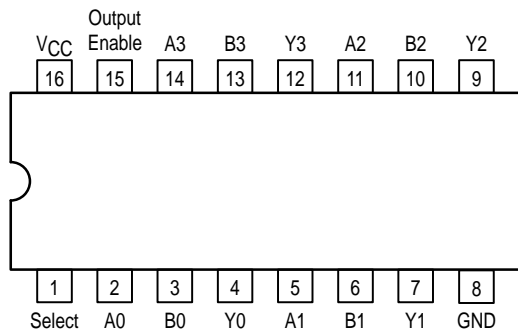 Output
VCC Enable A3 B3 Y3 A2 B2 Y2
16 15 14 13 12 11 10 9
1 2 3 4 5 6 7 8
Select A0 B0 Y0 A1 B1 Y1 GND